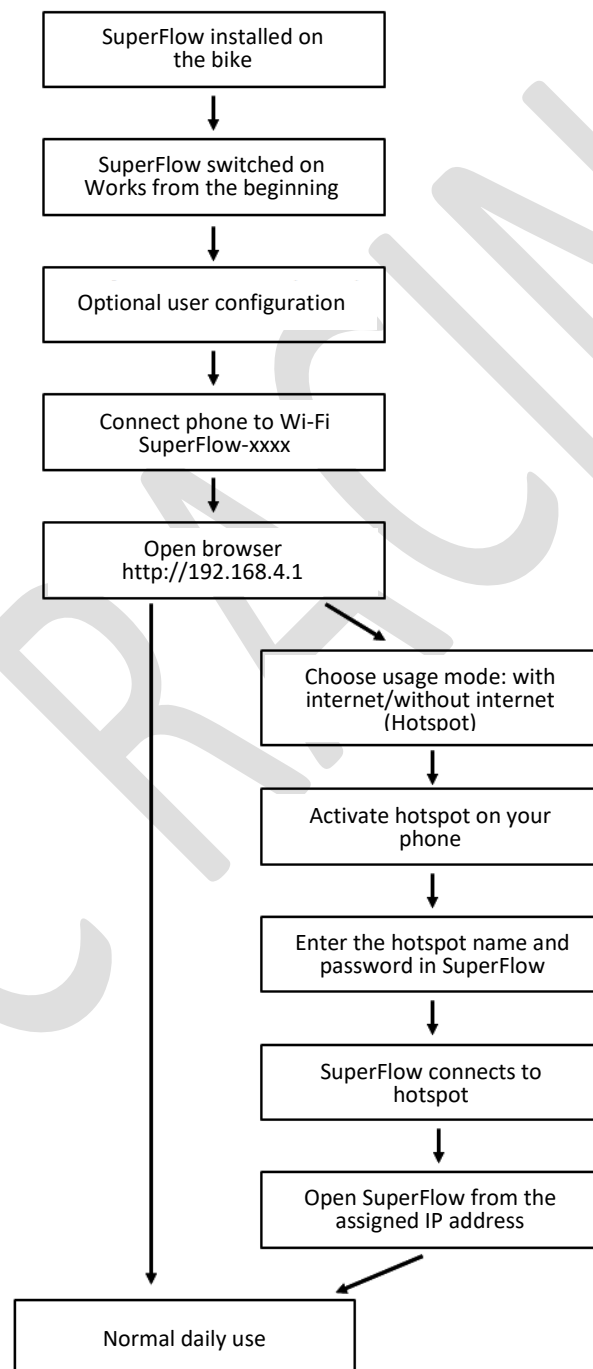 SuperFlow installed on
the bike
SuperFlow switched on
Works from the beginning
Optional user configuration
Connect phone to Wi-Fi
SuperFlow-xxxx
Open browser
http://192.168.4.1
Choose usage mode: with
internet/without internet
(Hotspot)
Activate hotspot on your
phone
Enter the hotspot name and
password in SuperFlow
SuperFlow connects to
hotspot
Open SuperFlow from the
assigned IP address
Normal daily use